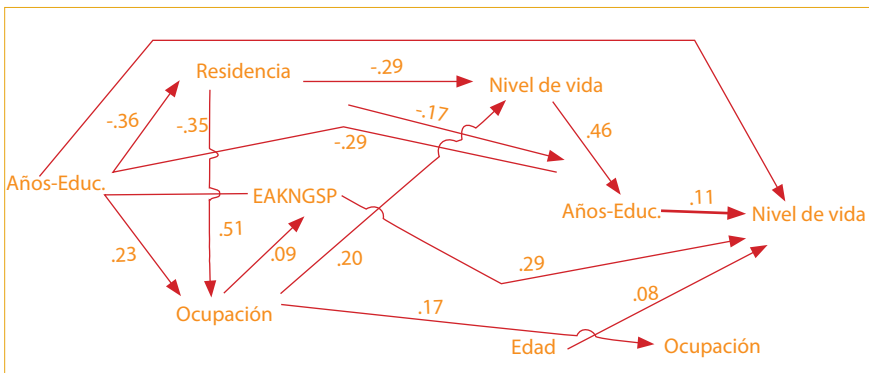 Residencia
-.29
Nivel de vida
-.36
-.35
-.17
-.29
.46
Años-Educ.
EAKNGSP
Años-Educ.
.11
Nivel de vida
.23
.51
.09
.20
.29
.08
Ocupación
.17
Edad
Ocupación